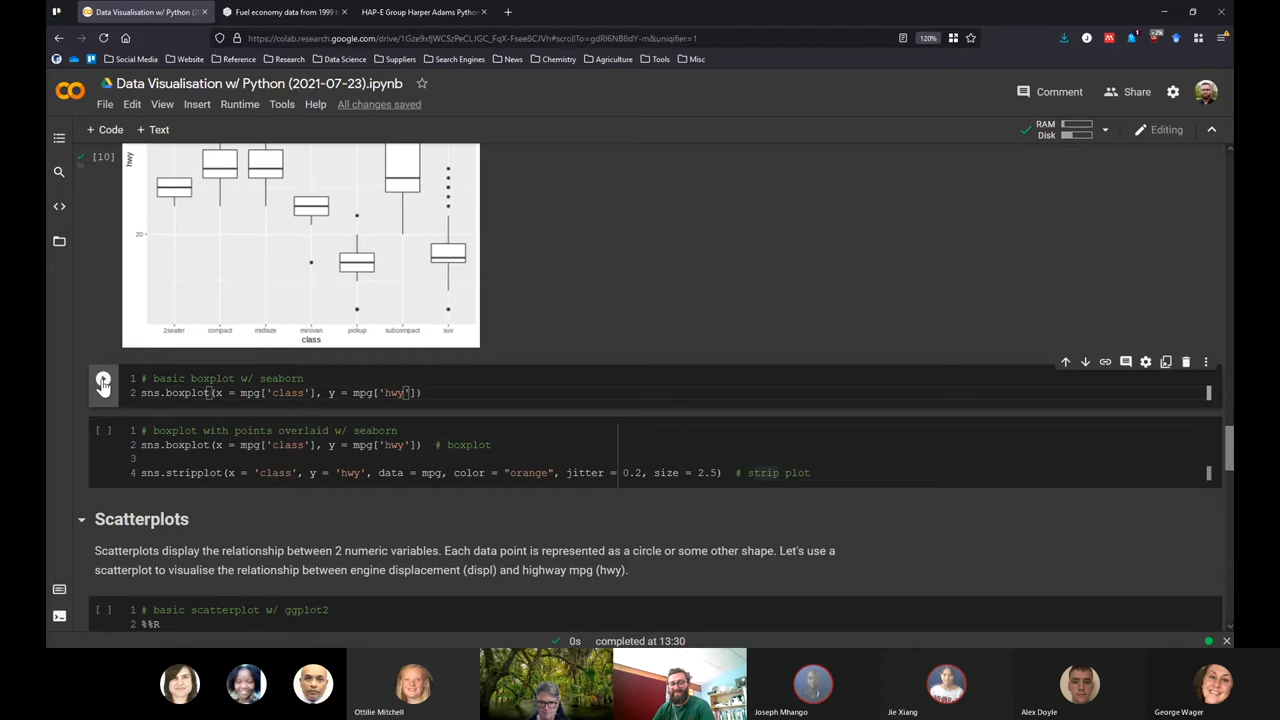 Data Visualisation w/ Python (2
Fuel economy data from 1999 t
HAP-E Group Harper Adams Python
https://colab.research.google.com/drive/1Gze9xfjWCSzPeCLJGC_FqX-Fsee8CJVh#scrollTo=gdRl6NB8dY-m&uniqifier=1
120%
Social Media
Website
Reference
Research
Data Science
Suppliers
Search Engines
News
Chemistry
Agriculture
Tools
Misc
Data Visualisation w/ Python (2021-07-23).ipynb
Comment
Share
File Edit View Insert Runtime Tools Help All changes saved
+ Code + Text
RAM
Disk
Editing
[10]
hwy
20
2seater compact midsize minivan pickup subcompact suv
class
1 # basic boxplot w/ seaborn
2 sns.boxplot(x = mpg['class'], y = mpg['hwy'])
[ ] 1 # boxplot with points overlaid w/ seaborn
2 sns.boxplot(x = mpg['class'], y = mpg['hwy']) # boxplot
3
4 sns.stripplot(x = 'class', y = 'hwy', data = mpg, color = "orange", jitter = 0.2, size = 2.5) # strip plot
Scatterplots
Scatterplots display the relationship between 2 numeric variables. Each data point is represented as a circle or some other shape. Let's use a
scatterplot to visualise the relationship between engine displacement (displ) and highway mpg (hwy).
[ ] 1 # basic scatterplot w/ ggplot2
2 %%R
0s completed at 13:30
Ottilie Mitchell
Joseph Mhango
Jie Xiang
Alex Doyle
George Wager